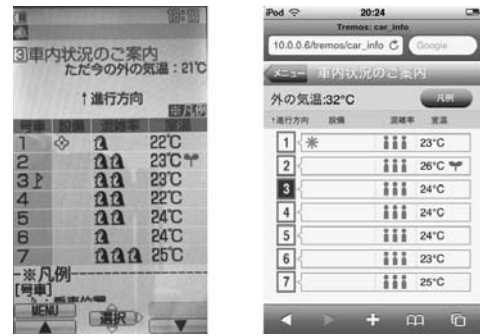 3車内状況のご案内
ただ今の外の気温:21℃
↑進行方向
※凡例
号車 設備 混雑率 室温
1 22℃
2 23℃
3 23℃
4 22℃
5 24℃
6 24℃
7 25℃
-※凡例-
[号車]
MENU 選択
iPod 20:24
Tremos: car_info
10.0.0.6/tremos/car_info Google
メニュー 車内状況のご案内
外の気温:32°C 凡例
↑進行方向 設備 混雑率 室温
1 23°C
2 26°C
3 24°C
4 24°C
5 24°C
6 23°C
7 25°C